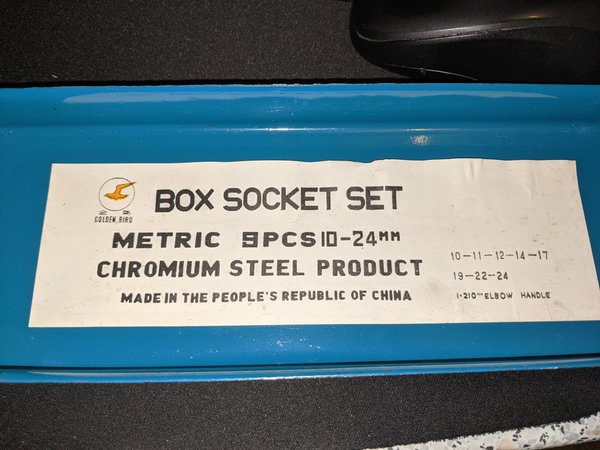 BOX SOCKET SET
GOLDEN BIRD
METRIC 9PCS 10-24MM
CHROMIUM STEEL PRODUCT
MADE IN THE PEOPLE'S REPUBLIC OF CHINA
10-11-12-14-17
19-22-24
1-210mm ELBOW HANDLE